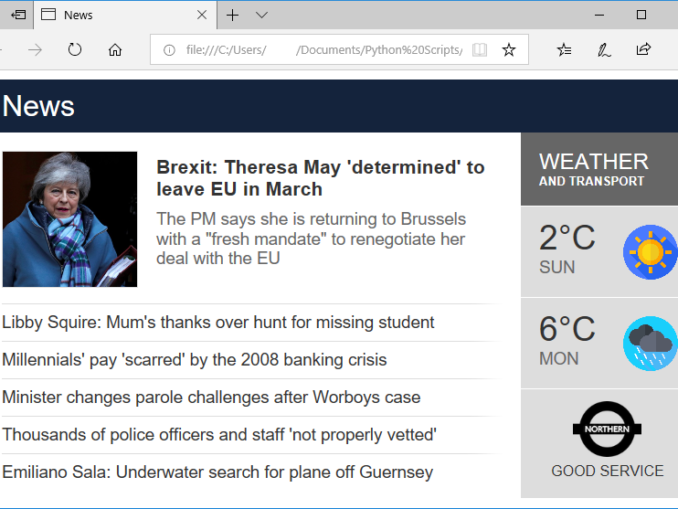 News
file:///C:/Users/ /Documents/Python%20Scripts/
News
Brexit: Theresa May 'determined' to
leave EU in March
The PM says she is returning to Brussels
with a "fresh mandate" to renegotiate her
deal with the EU
Libby Squire: Mum's thanks over hunt for missing student
Millennials' pay 'scarred' by the 2008 banking crisis
Minister changes parole challenges after Worboys case
Thousands of police officers and staff 'not properly vetted'
Emiliano Sala: Underwater search for plane off Guernsey
WEATHER
AND TRANSPORT
2°C
SUN
6°C
MON
NORTHERN
GOOD SERVICE